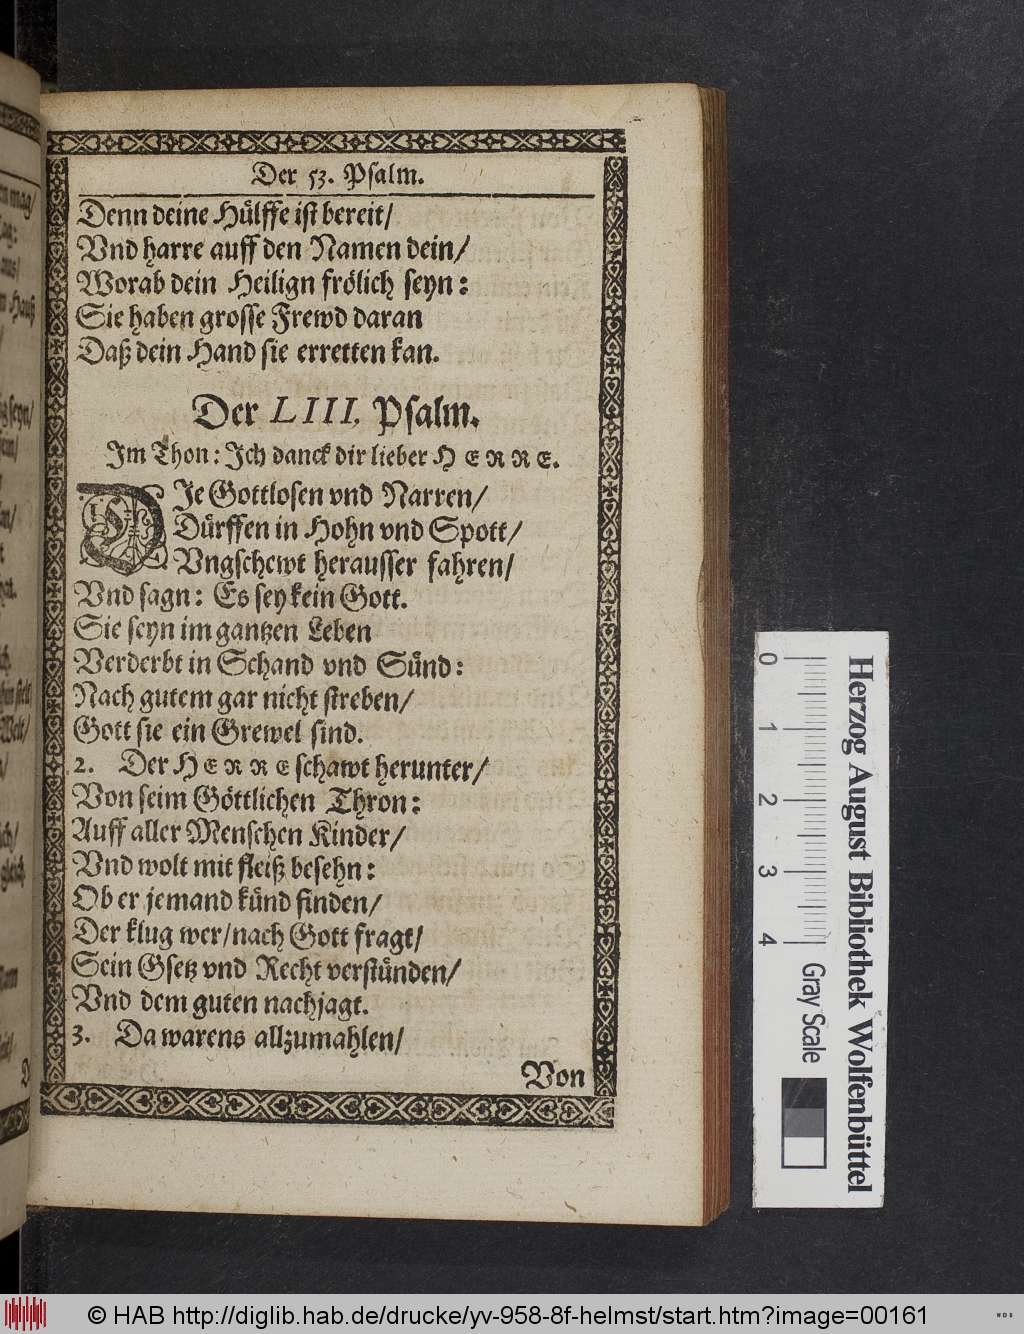 Der 53. Psalm.
Denn deine Hülffe ist bereit/
Vnd harre auff den Namen dein/
Worab dein Heilign frölich seyn:
Sie haben grosse Frewd daran
Daß dein Hand sie erretten kan.
Der LIII. Psalm.
Im Thon: Ich danck dir lieber HERRE.
DIe Gottlosen vnd Narren/
Dürffen in Hohn vnd Spott/
Vngschewt herausser fahren/
Vnd sagn: Es sey kein Gott.
Sie seyn im gantzen Leben
Verderbt in Schand vnd Sünd:
Nach gutem gar nicht streben/
Gott sie ein Grewel sind.
2. Der HERRE schawt herunter/
Von seim Göttlichen Thron:
Auff aller Menschen Kinder/
Vnd wolt mit fleiß besehn:
Ob er jemand künd finden/
Der klug wer/nach Gott fragt/
Sein Gsetz vnd Recht verstünden/
Vnd dem guten nachjagt.
3. Da warens allzumahlen/
Von
0 1 2 3 4
Herzog August Bibliothek Wolfenbüttel
Gray Scale
© HAB http://diglib.hab.de/drucke/yv-958-8f-helmst/start.htm?image=00161